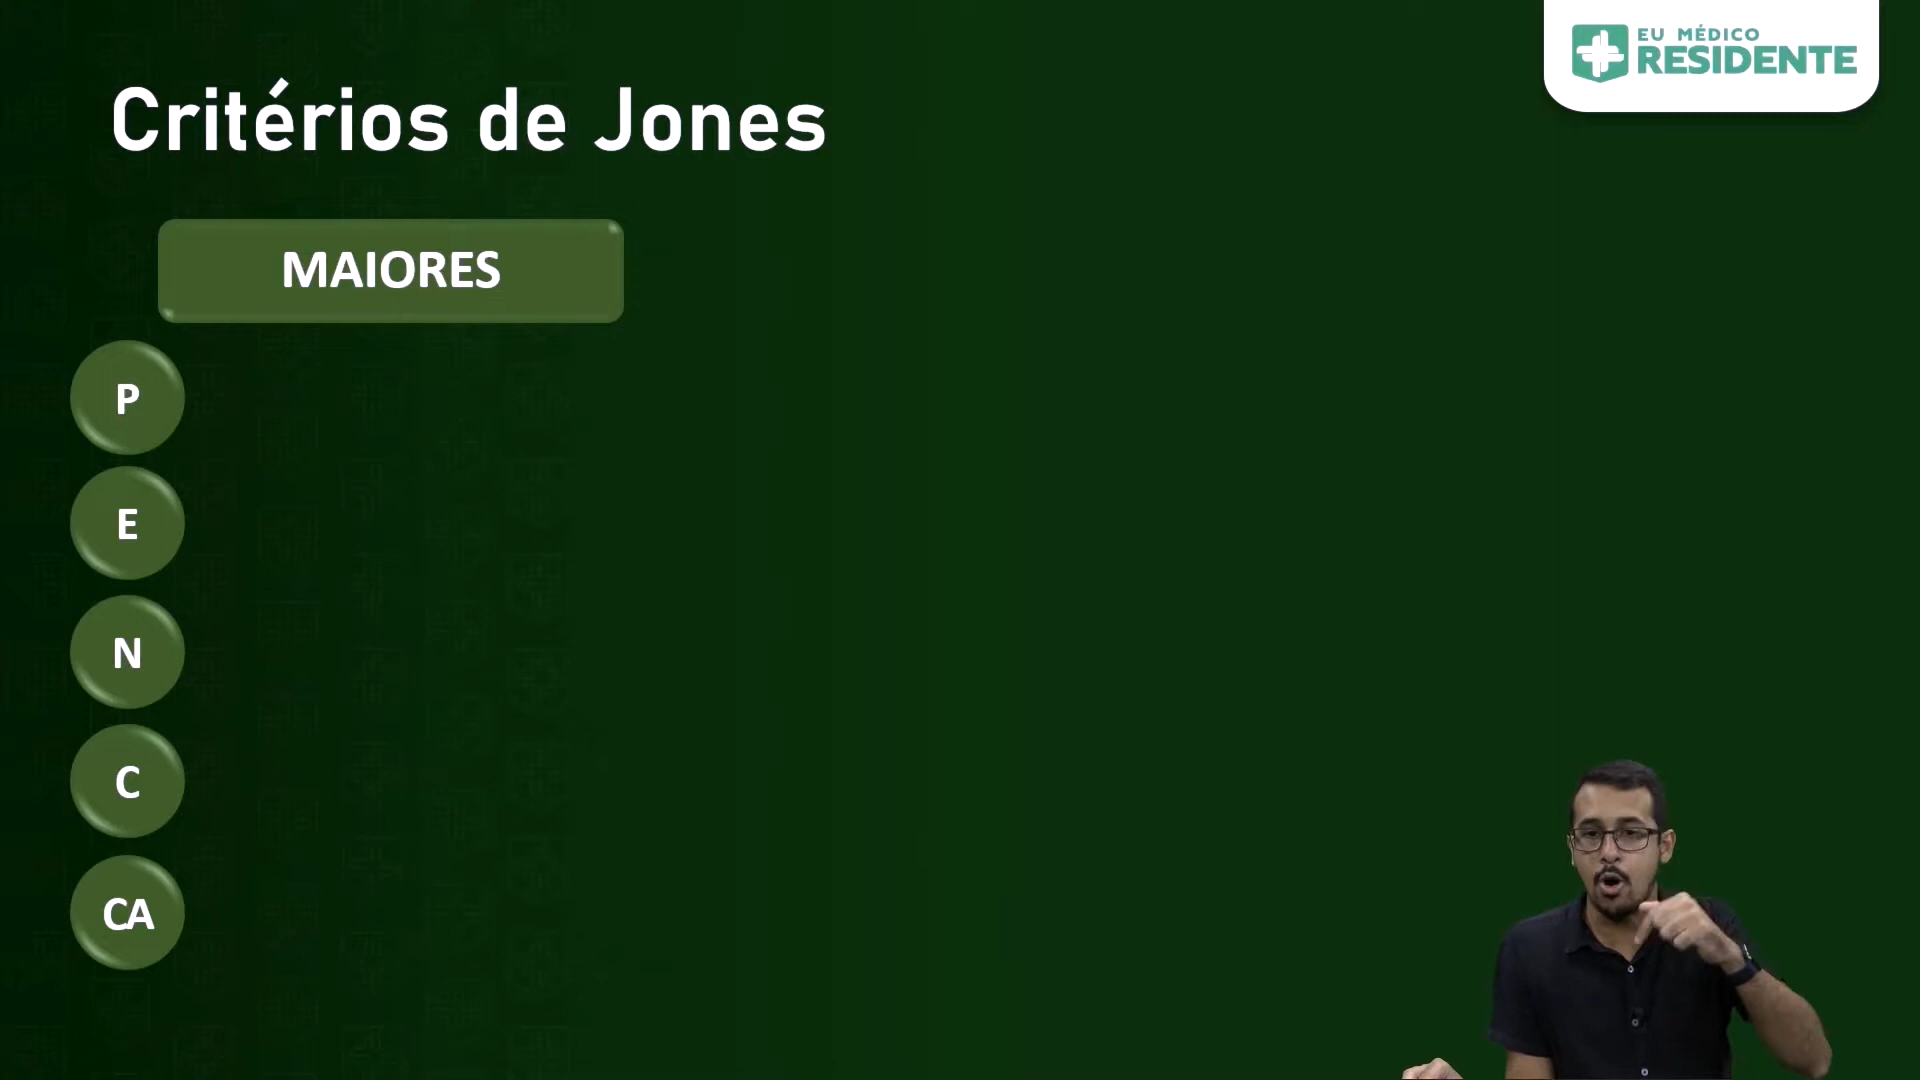 EU MÉDICO
RESIDENTE
Critérios de Jones
MAIORES
P
E
N
C
CA